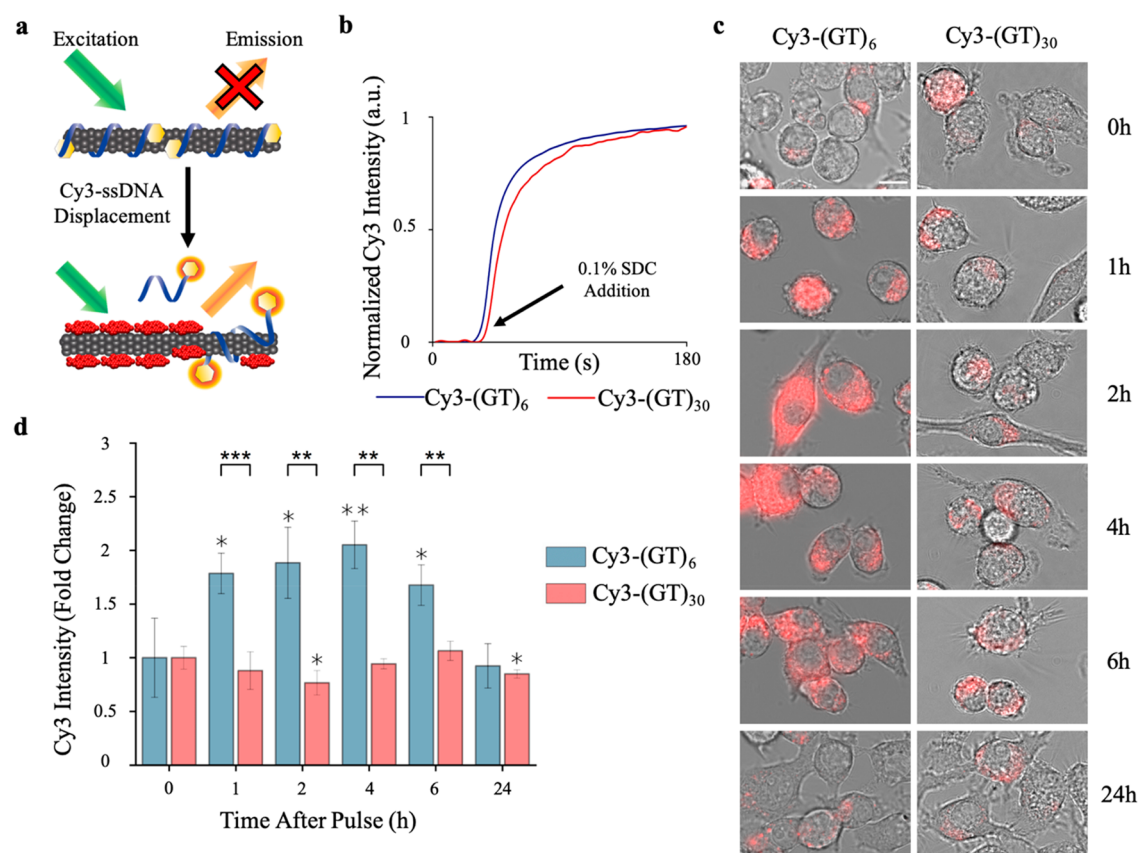 a
Excitation
Emission
Cy3-ssDNA
Displacement
b
Normalized Cy3 Intensity (a.u.)
1
0.5
0
0.1% SDC
Addition
0
Time (s)
180
Cy3-(GT)₆
Cy3-(GT)₃₀
c
Cy3-(GT)₆
Cy3-(GT)₃₀
0h
1h
2h
4h
6h
24h
d
Cy3 Intensity (Fold Change)
3
2.5
2
1.5
1
0.5
0
***
**
**
**
*
*
**
*
*
*
0
1
2
4
6
24
Time After Pulse (h)
Cy3-(GT)₆
Cy3-(GT)₃₀